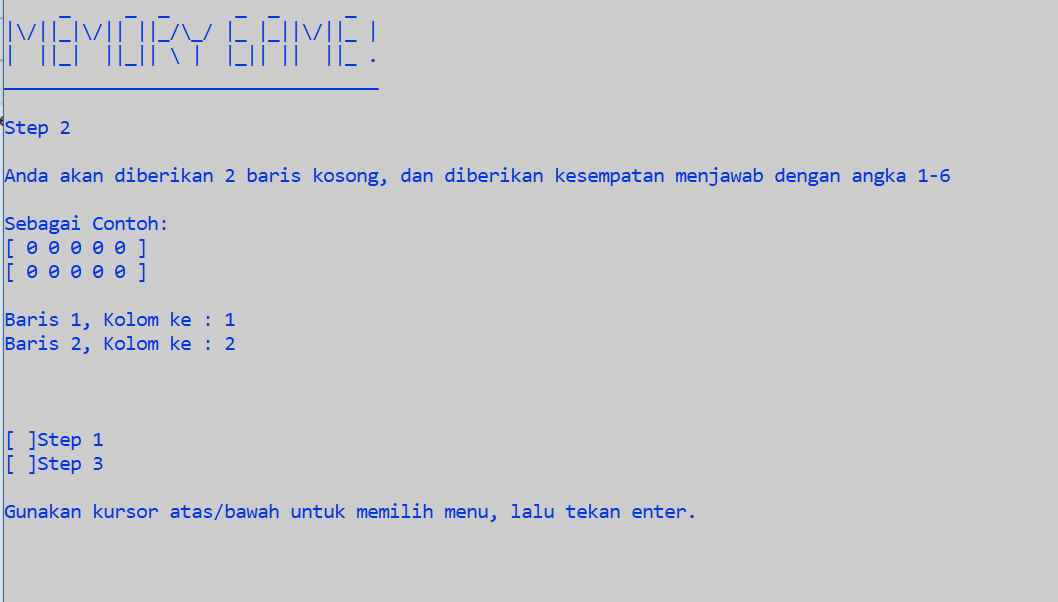 MEMORY GAME!
Step 2
Anda akan diberikan 2 baris kosong, dan diberikan kesempatan menjawab dengan angka 1-6
Sebagai Contoh:
[ 0 0 0 0 0 ]
[ 0 0 0 0 0 ]
Baris 1, Kolom ke : 1
Baris 2, Kolom ke : 2
[ ]Step 1
[ ]Step 3
Gunakan kursor atas/bawah untuk memilih menu, lalu tekan enter.